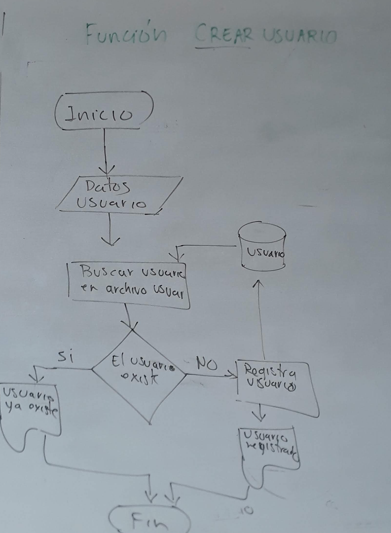 Función CREAR USUARIO
Inicio
Datos
usuario
usuario
Buscar usuario
en archivo usuar
Si
El usuario
existe
NO
Registra
usuario
usuario
ya existe
usuario
registrad
Fin